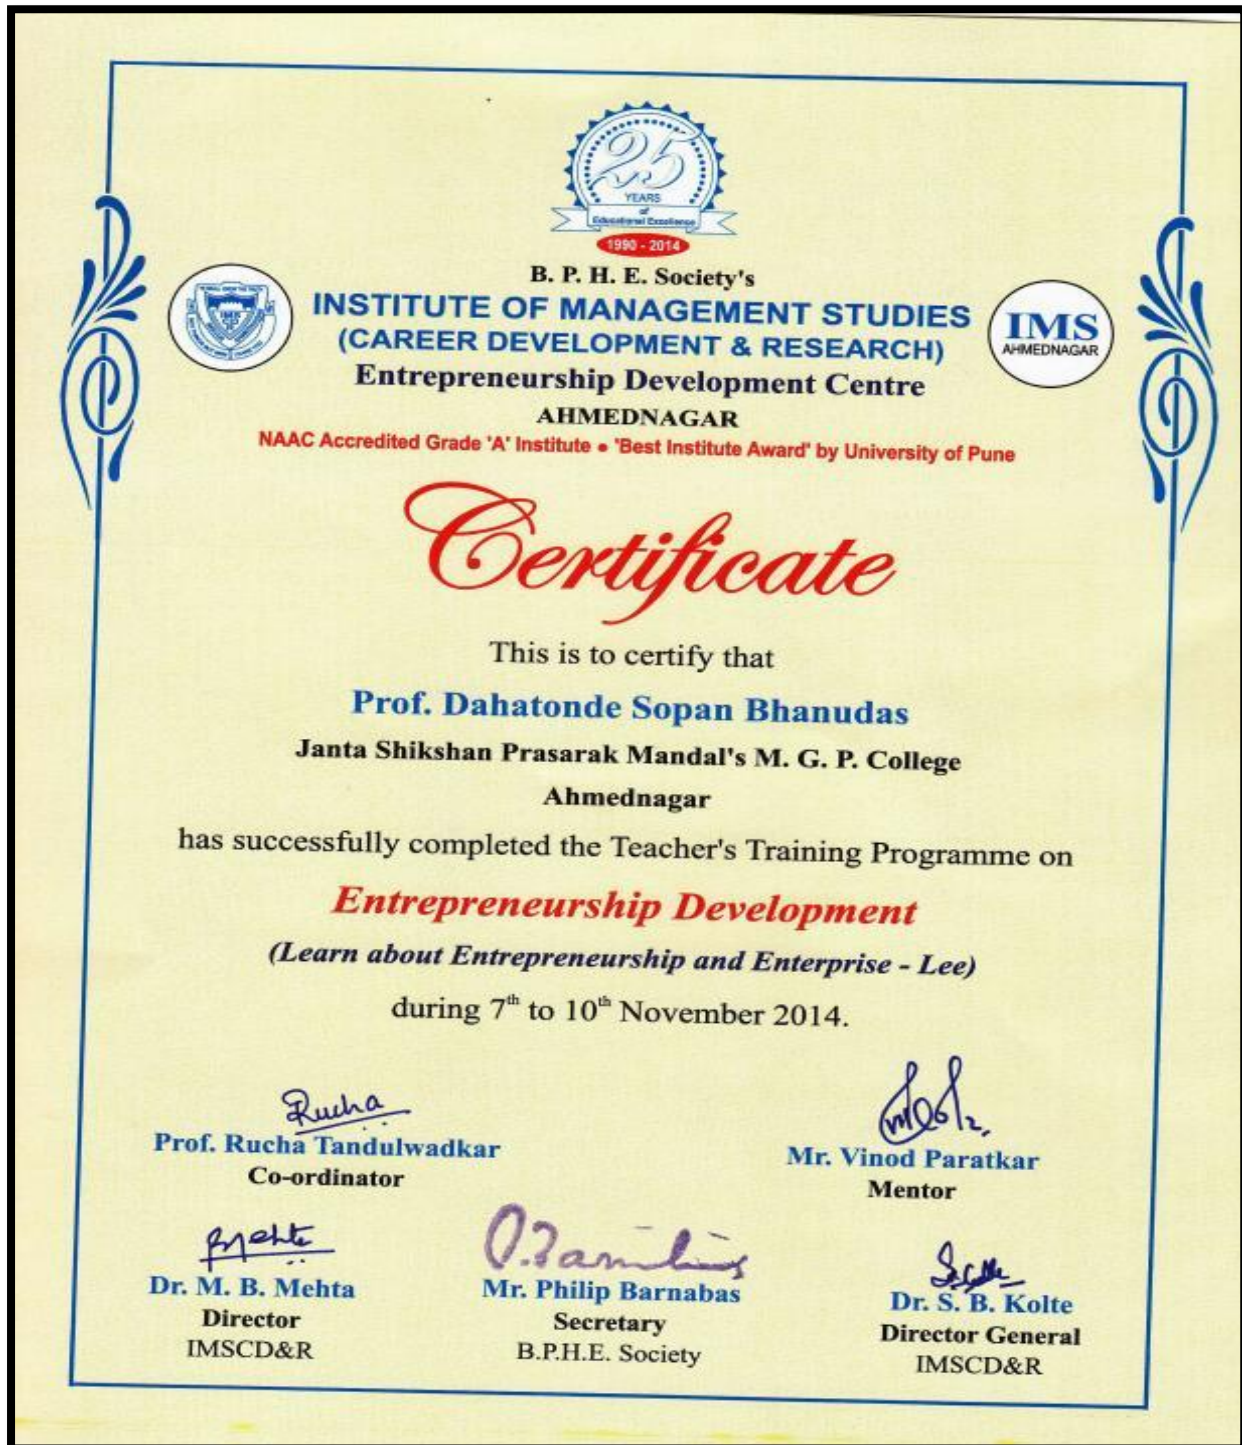 25
YEARS
of
Educational Excellence
1990 - 2014
B. P. H. E. Society's
INSTITUTE OF MANAGEMENT STUDIES
(CAREER DEVELOPMENT & RESEARCH)
IMS
AHMEDNAGAR
Entrepreneurship Development Centre
AHMEDNAGAR
NAAC Accredited Grade 'A' Institute • 'Best Institute Award' by University of Pune
Certificate
This is to certify that
Prof. Dahatonde Sopan Bhanudas
Janta Shikshan Prasarak Mandal's M. G. P. College
Ahmednagar
has successfully completed the Teacher's Training Programme on
Entrepreneurship Development
(Learn about Entrepreneurship and Enterprise - Lee)
during 7th to 10th November 2014.
Rucha
Prof. Rucha Tandulwadkar
Co-ordinator
Mr. Vinod Paratkar
Mentor
Dr. M. B. Mehta
Director
IMSCD&R
Mr. Philip Barnabas
Secretary
B.P.H.E. Society
Dr. S. B. Kolte
Director General
IMSCD&R